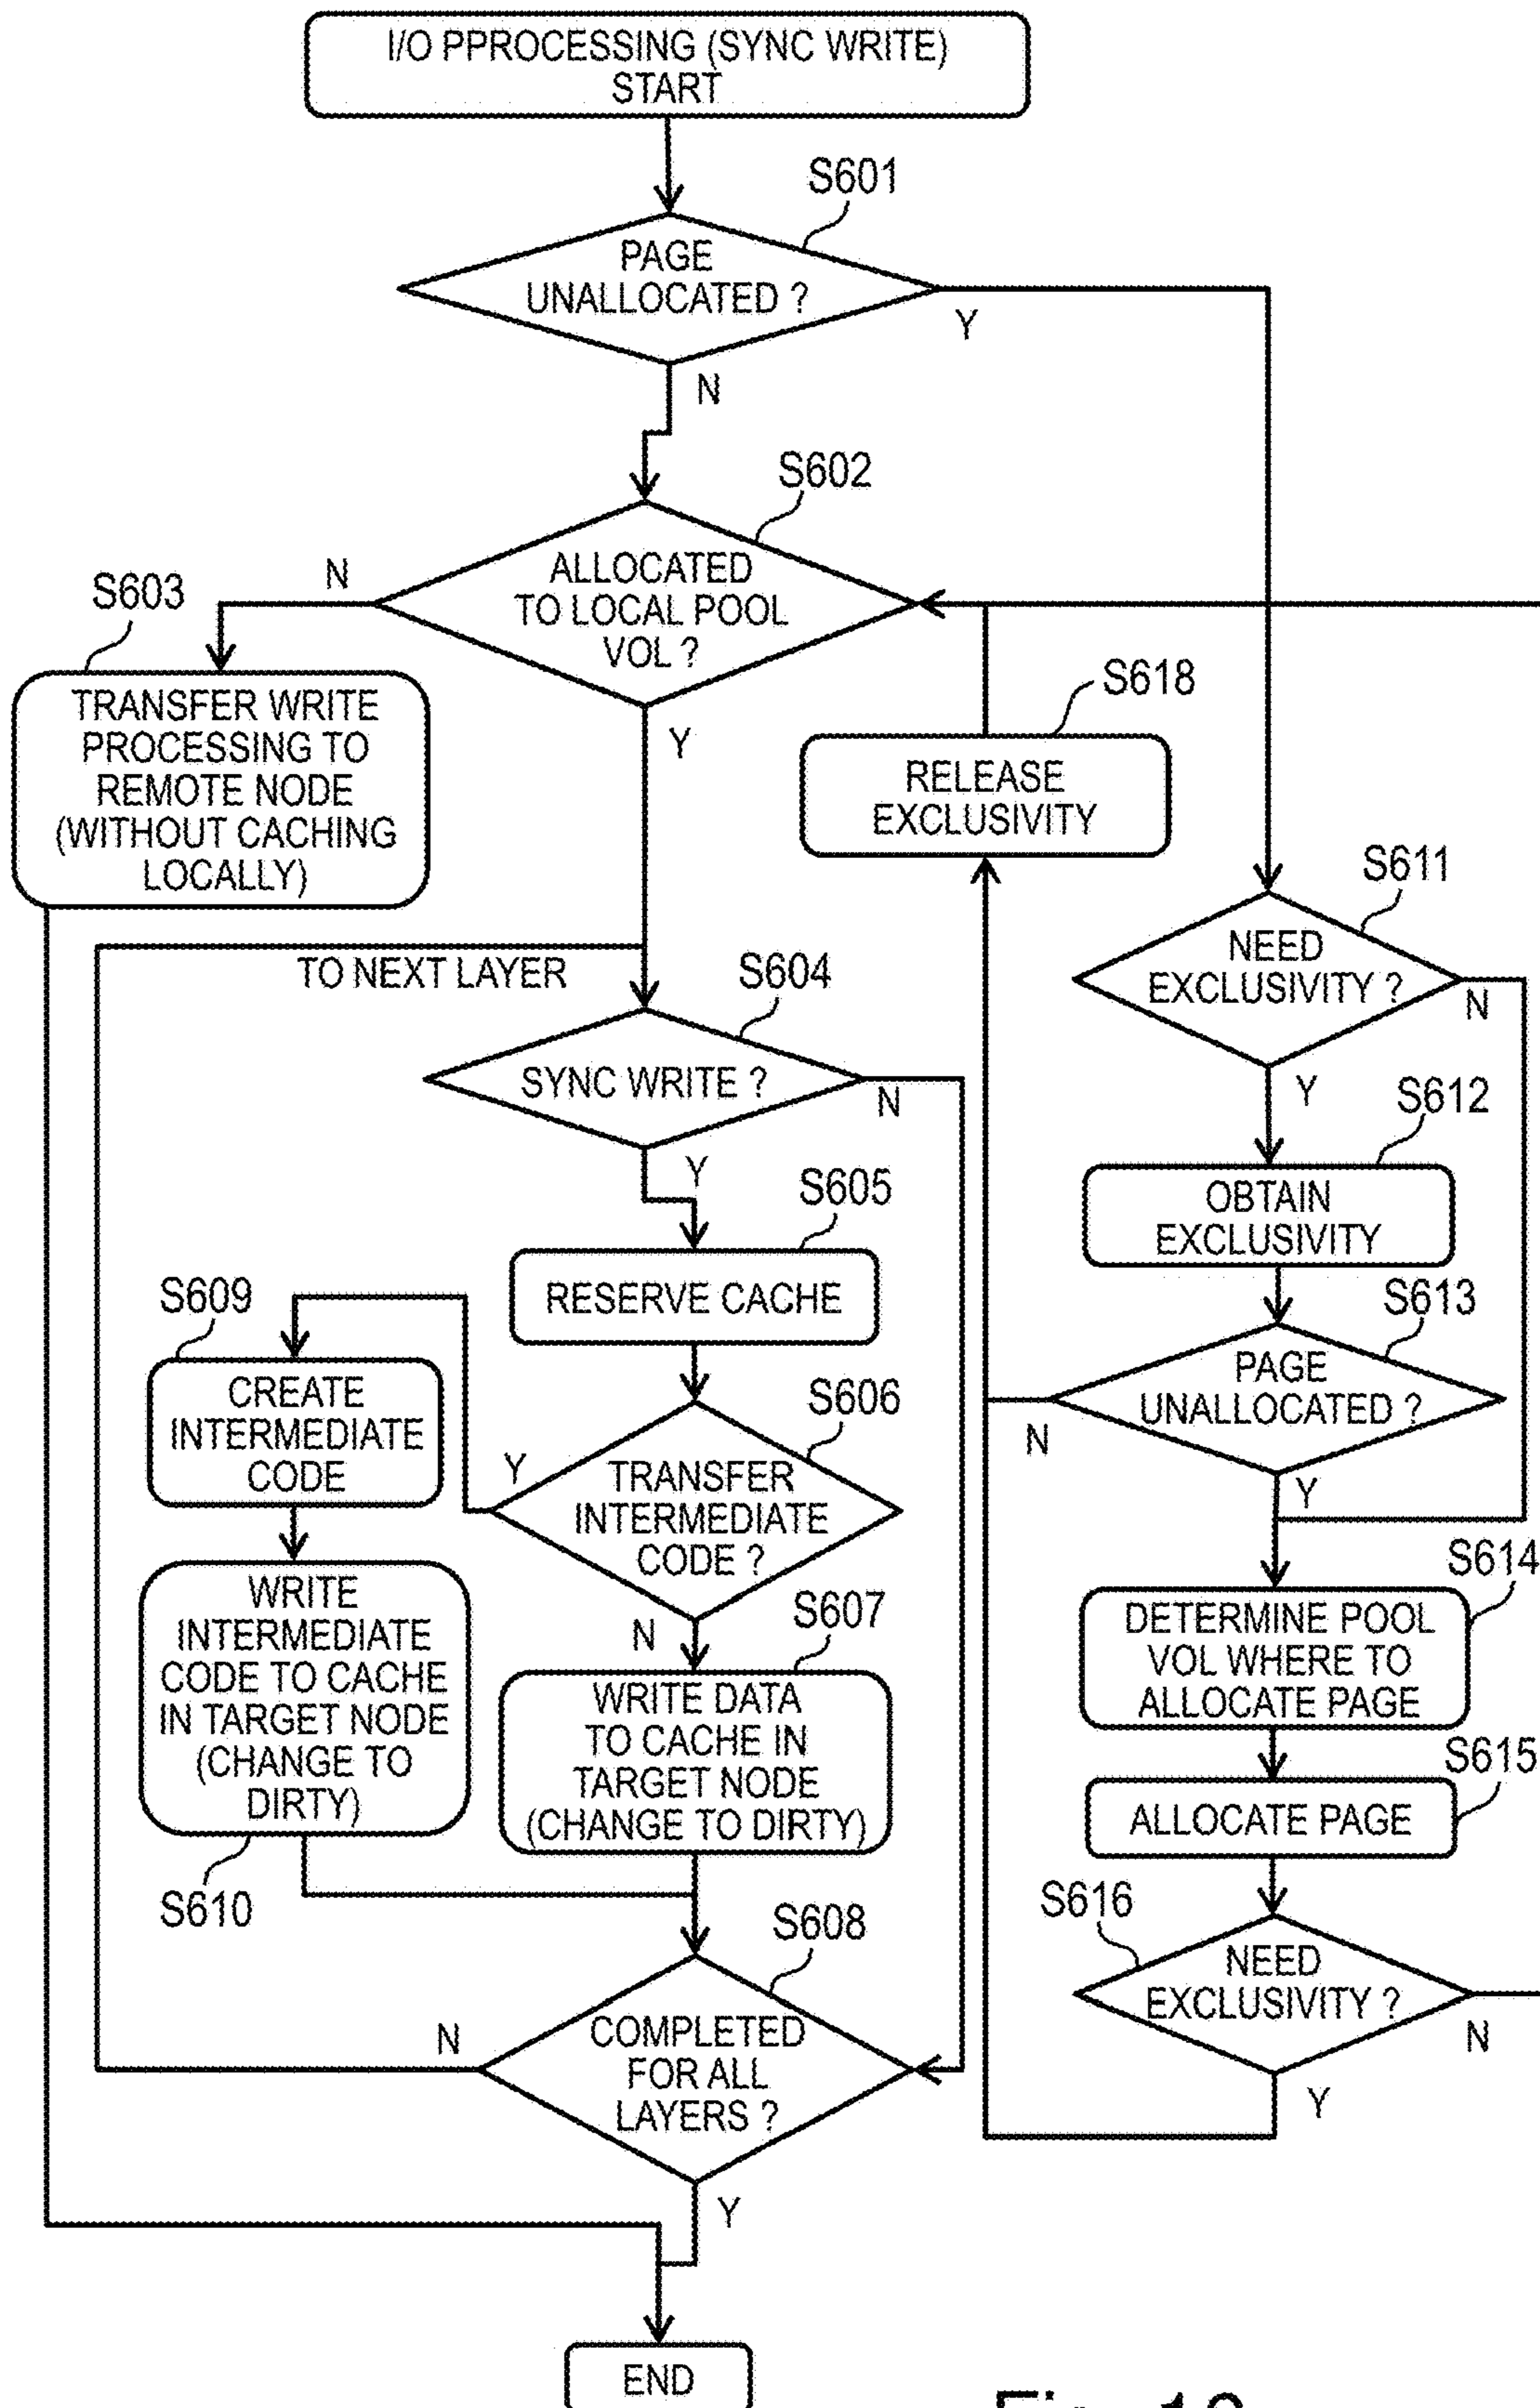 I/O PPROCESSING (SYNC WRITE)
START
S601
PAGE
UNALLOCATED ?
Y
N
S602
ALLOCATED
TO LOCAL POOL
VOL ?
N
Y
S603
TRANSFER WRITE
PROCESSING TO
REMOTE NODE
(WITHOUT CACHING
LOCALLY)
S618
RELEASE
EXCLUSIVITY
S611
NEED
EXCLUSIVITY ?
N
Y
TO NEXT LAYER
S604
SYNC WRITE ?
N
Y
S612
OBTAIN
EXCLUSIVITY
S605
RESERVE CACHE
S613
PAGE
UNALLOCATED ?
N
Y
S609
CREATE
INTERMEDIATE
CODE
S606
TRANSFER
INTERMEDIATE
CODE ?
Y
N
WRITE
INTERMEDIATE
CODE TO CACHE
IN TARGET NODE
(CHANGE TO
DIRTY)
S610
S607
WRITE DATA
TO CACHE IN
TARGET NODE
(CHANGE TO DIRTY)
S614
DETERMINE POOL
VOL WHERE TO
ALLOCATE PAGE
S615
ALLOCATE PAGE
S616
NEED
EXCLUSIVITY ?
N
Y
S608
COMPLETED
FOR ALL
LAYERS ?
N
Y
END